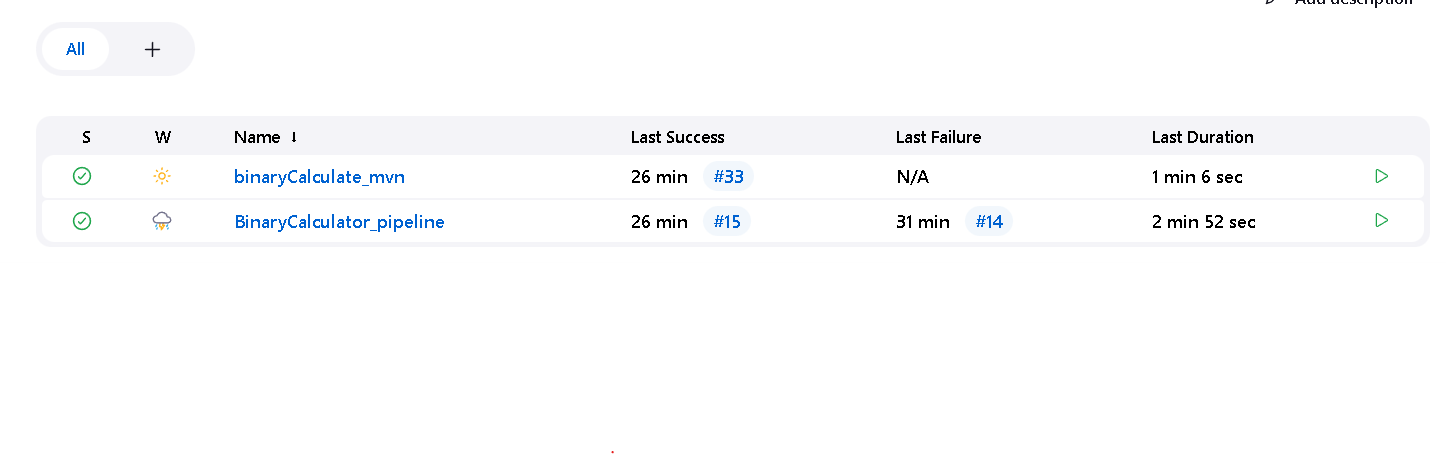 Add description
All +
S W Name ↓ Last Success Last Failure Last Duration
binaryCalculate_mvn 26 min #33 N/A 1 min 6 sec
BinaryCalculator_pipeline 26 min #15 31 min #14 2 min 52 sec